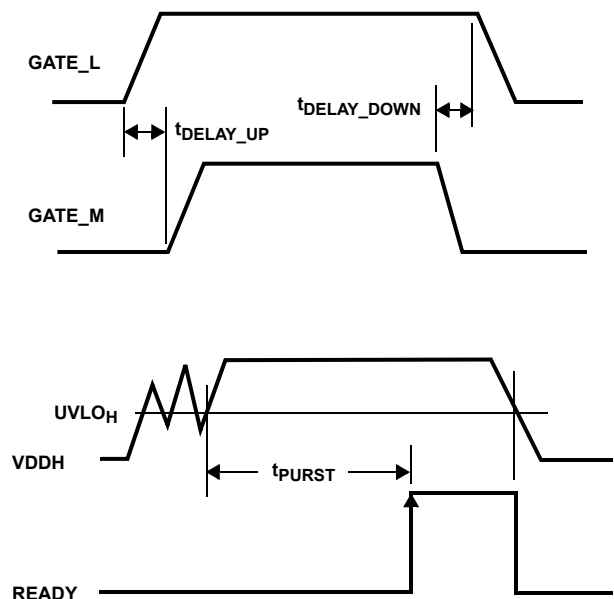 GATE_L
tDELAY_DOWN
tDELAY_UP
GATE_M
UVLOH
VDDH
tPURST
READY